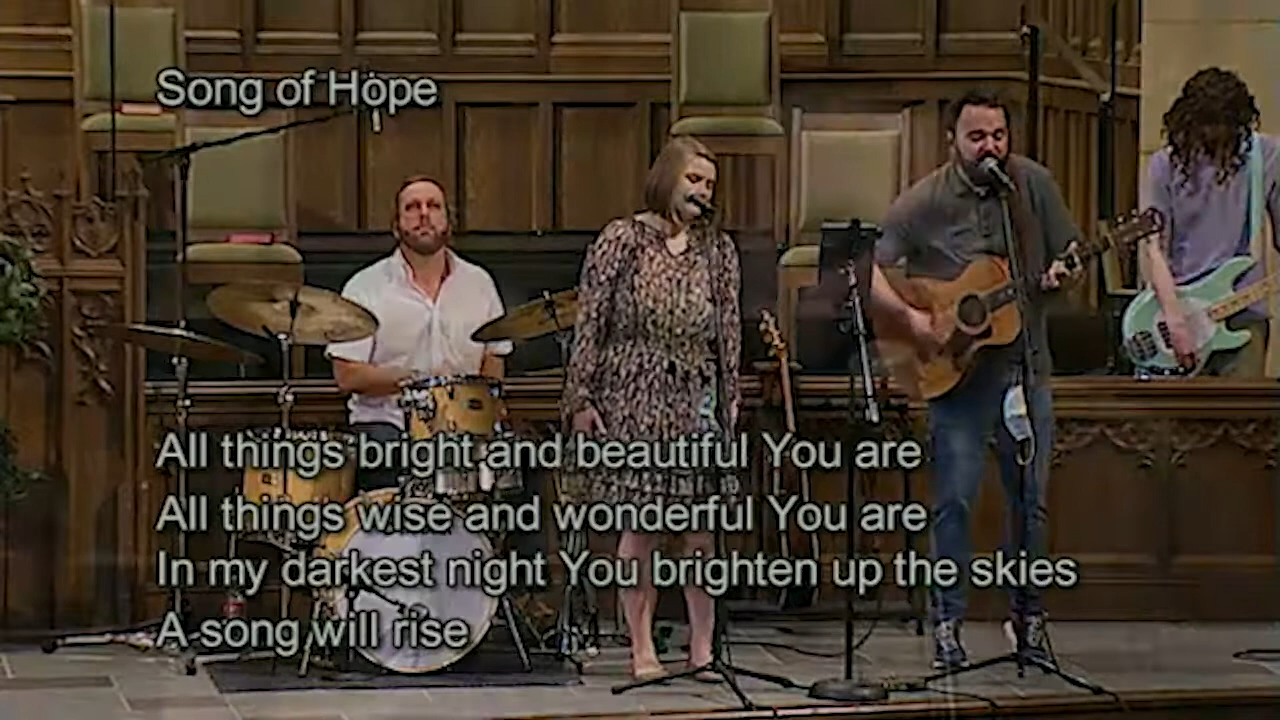 Song of Hope
All things bright and beautiful You are
All things wise and wonderful You are
In my darkest night You brighten up the skies
A song will rise